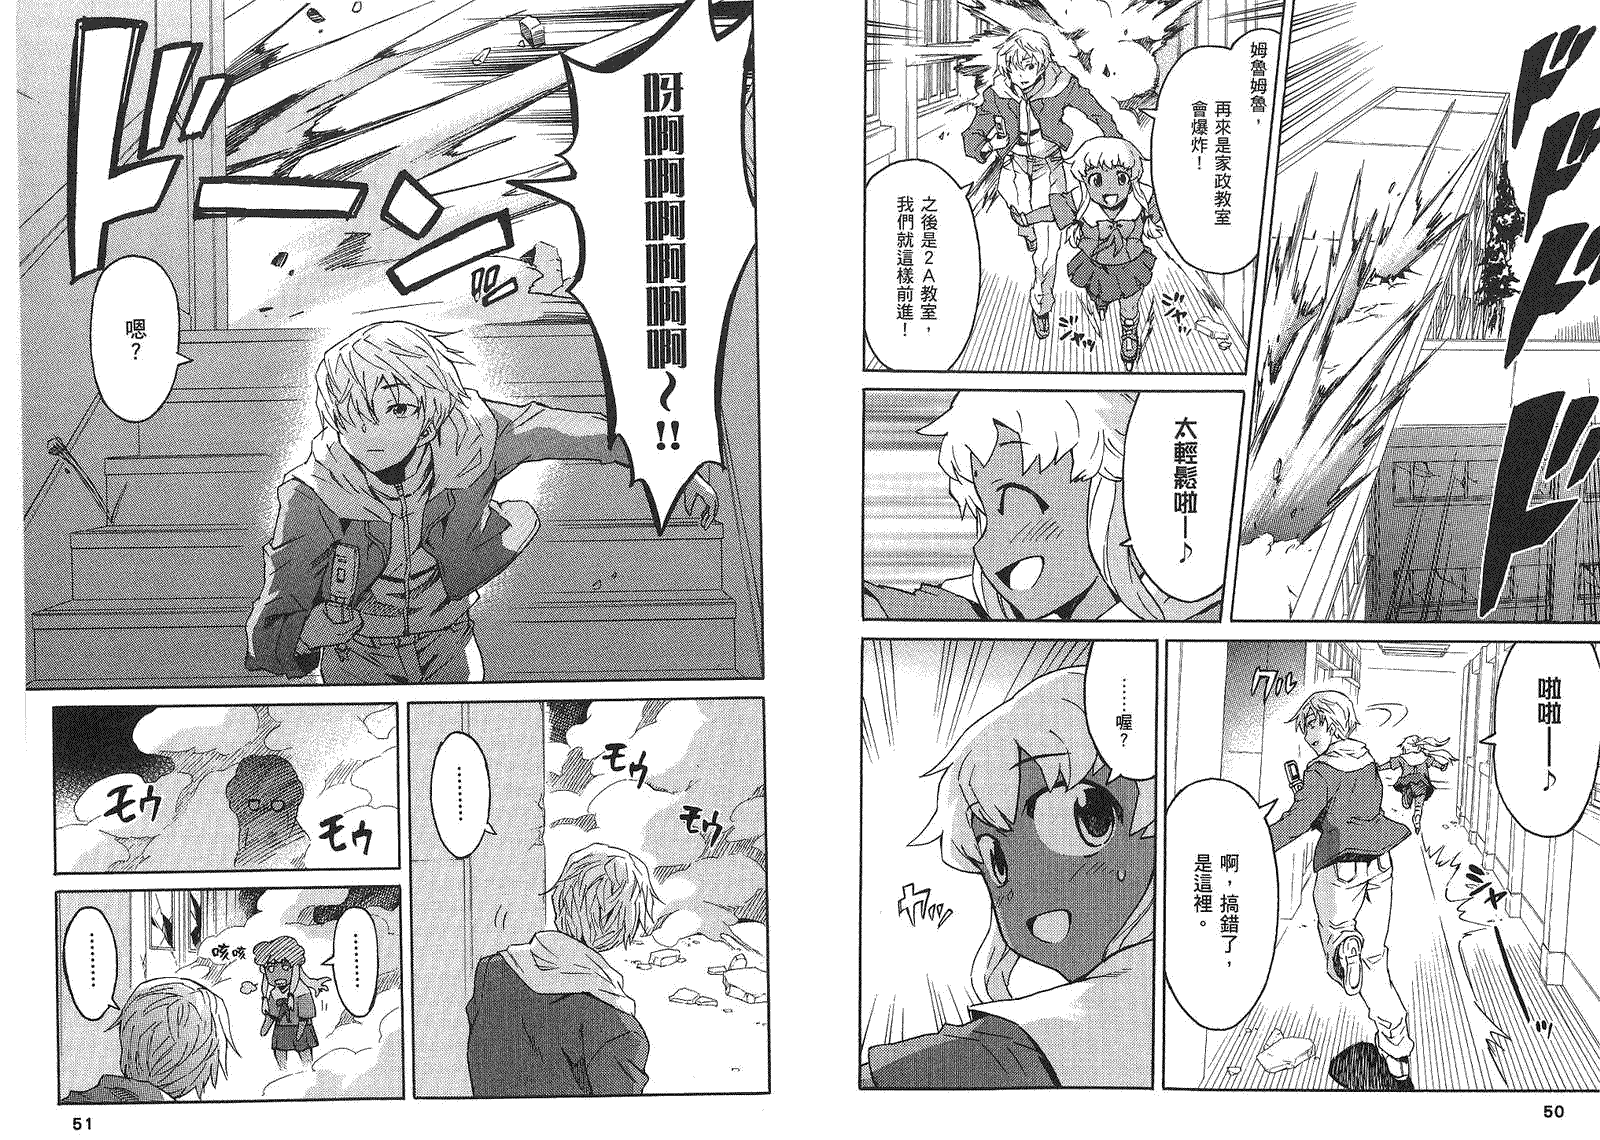 ドドドド
姆魯姆魯，
再來是家政教室
會爆炸！
之後是2A教室，
我們就這樣前進！
ジャ
ジャッ
太輕鬆啦——♪
啦啦——♪
クル
ジャ
啊，搞錯了，
是這裡。
……喔？
50
呀啊啊啊啊啊啊啊～!!
ドーン
嗯？
モウ
モウ
………
モウ
モウ
………
咳咳
………
51